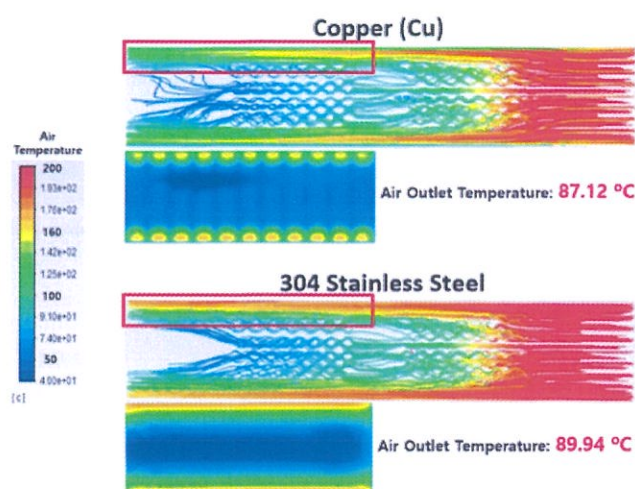 Copper (Cu)
Air
Temperature
200
1.93e+02
1.76e+02
160
1.42e+02
1.25e+02
100
9.10e+01
7.40e+01
50
4.00e+01
[c]
Air Outlet Temperature: 87.12 ºC
304 Stainless Steel
Air Outlet Temperature: 89.94 ºC